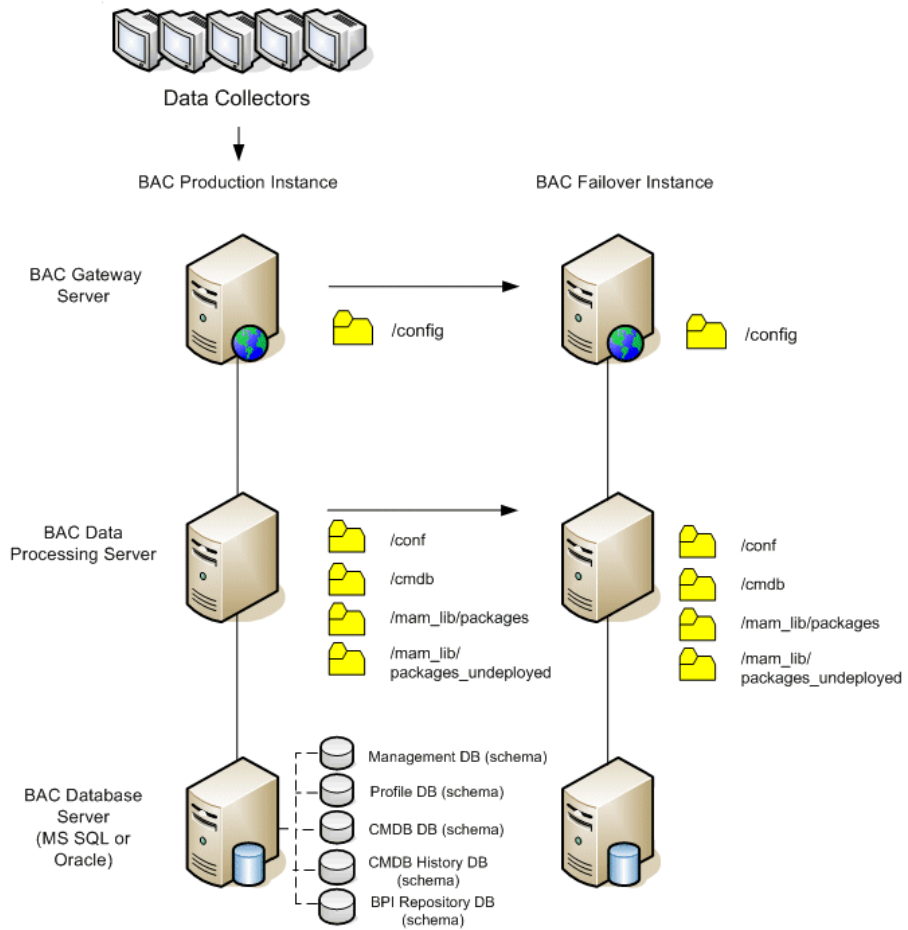 Data Collectors
BAC Production Instance
BAC Failover Instance
BAC Gateway
Server
/config
/config
BAC Data
Processing Server
/conf
/cmdb
/mam_lib/packages
/mam_lib/
packages_undeployed
/conf
/cmdb
/mam_lib/packages
/mam_lib/
packages_undeployed
BAC Database
Server
(MS SQL or
Oracle)
Management DB (schema)
Profile DB (schema)
CMDB DB (schema)
CMDB History DB
(schema)
BPI Repository DB
(schema)